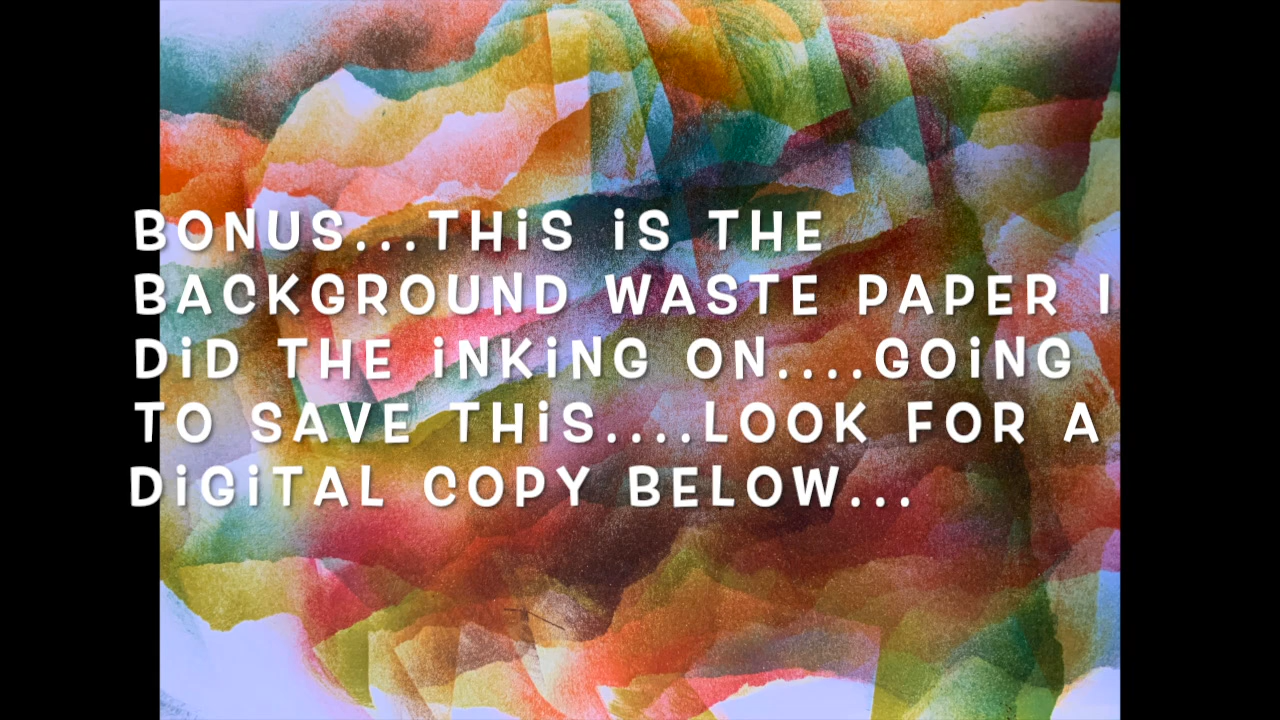 BONUS...THiS iS THE
BACKGROUND WASTE PAPER I
DiD THE iNKiNG ON....GOiNG
TO SAVE THiS....LOOK FOR A
DiGiTAL COPY BELOW...